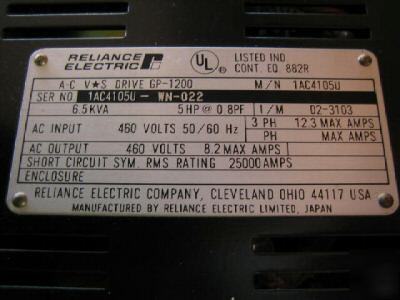 RELIANCE ELECTRIC
UL
LISTED IND
CONT. EQ. 882R
A-C V★S DRIVE GP-1200 M/N 1AC4105U
SER NO 1AC4105U - WN-022
6.5KVA 5HP@ 0.8PF I/M D2-3103
AC INPUT 460 VOLTS 50/60 Hz 3 PH 12.3 MAX AMPS
PH MAX AMPS
AC OUTPUT 460 VOLTS 8.2 MAX AMPS
SHORT CIRCUIT SYM. RMS RATING 25000AMPS
ENCLOSURE
RELIANCE ELECTRIC COMPANY, CLEVELAND OHIO 44117 USA
MANUFACTURED BY RELIANCE ELECTRIC LIMITED, JAPAN